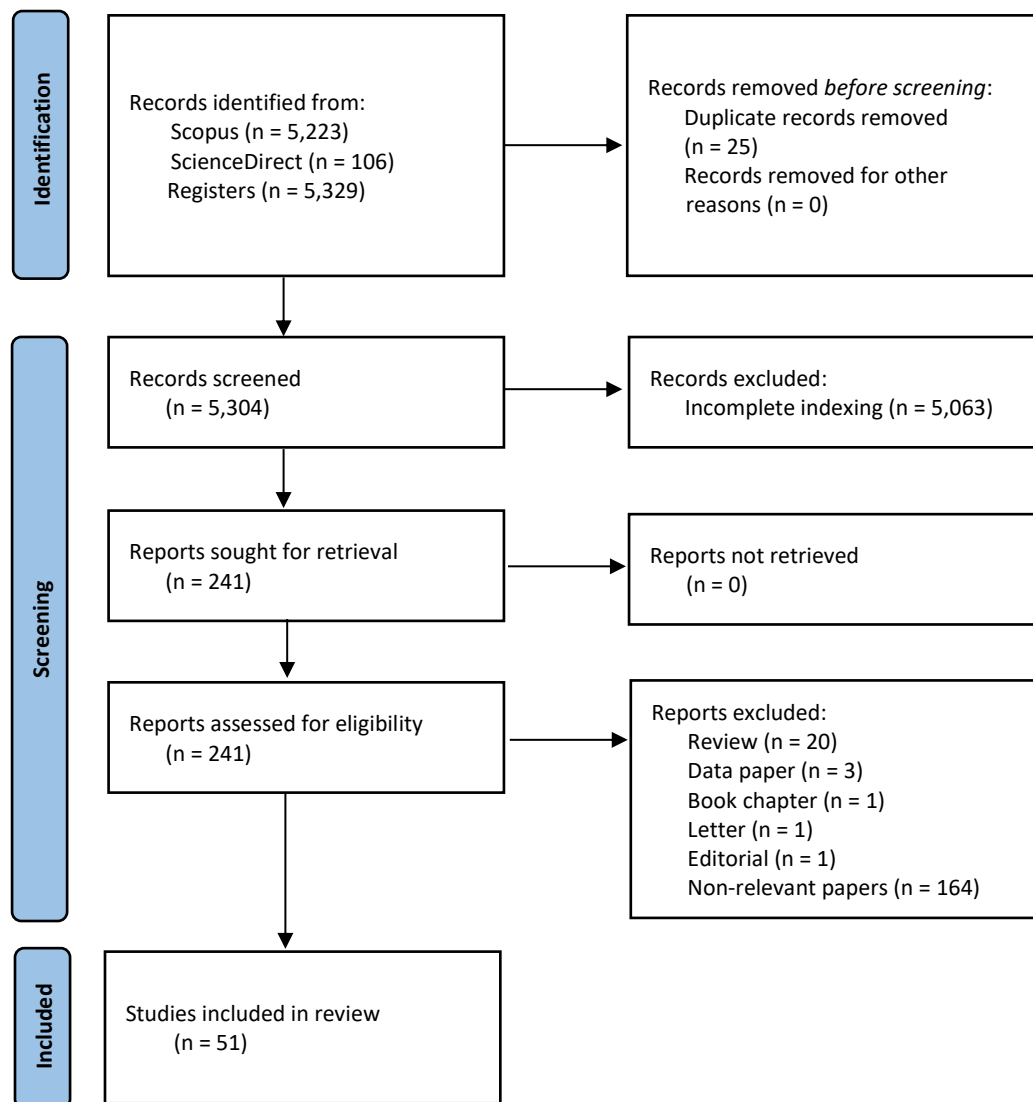 Identification
Records identified from:
Scopus (n = 5,223)
ScienceDirect (n = 106)
Registers (n = 5,329)
Records removed before screening:
Duplicate records removed
(n = 25)
Records removed for other
reasons (n = 0)
Screening
Records screened
(n = 5,304)
Records excluded:
Incomplete indexing (n = 5,063)
Reports sought for retrieval
(n = 241)
Reports not retrieved
(n = 0)
Reports assessed for eligibility
(n = 241)
Reports excluded:
Review (n = 20)
Data paper (n = 3)
Book chapter (n = 1)
Letter (n = 1)
Editorial (n = 1)
Non-relevant papers (n = 164)
Included
Studies included in review
(n = 51)